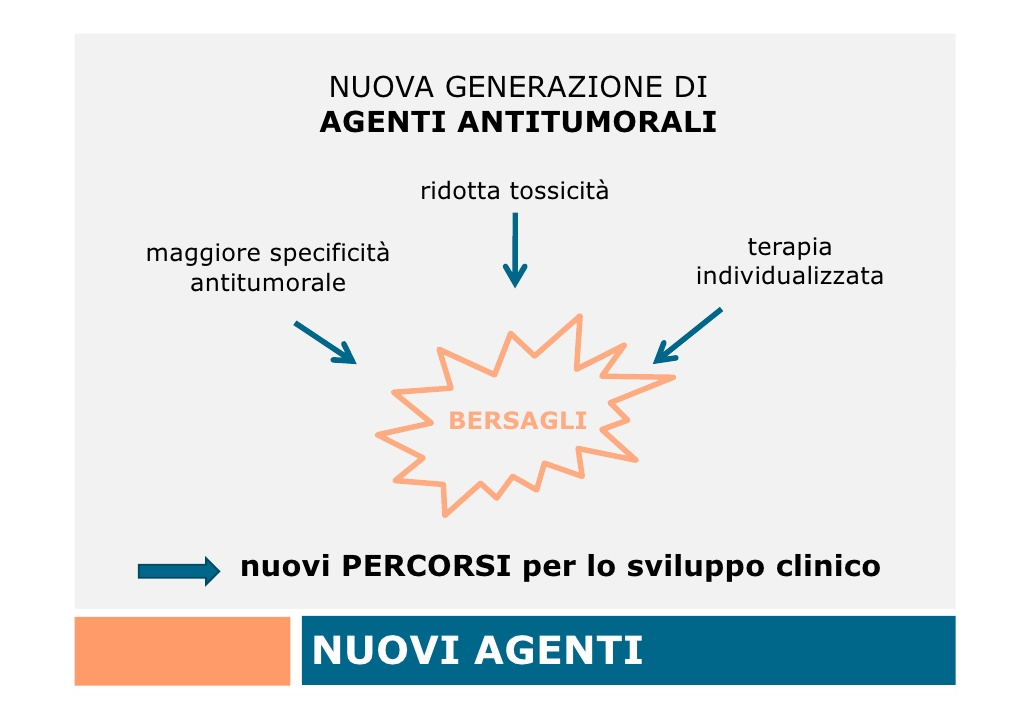 NUOVA GENERAZIONE DI
AGENTI ANTITUMORALI
ridotta tossicità
maggiore specificità
antitumorale
terapia
individualizzata
BERSAGLI
nuovi PERCORSI per lo sviluppo clinico
NUOVI AGENTI